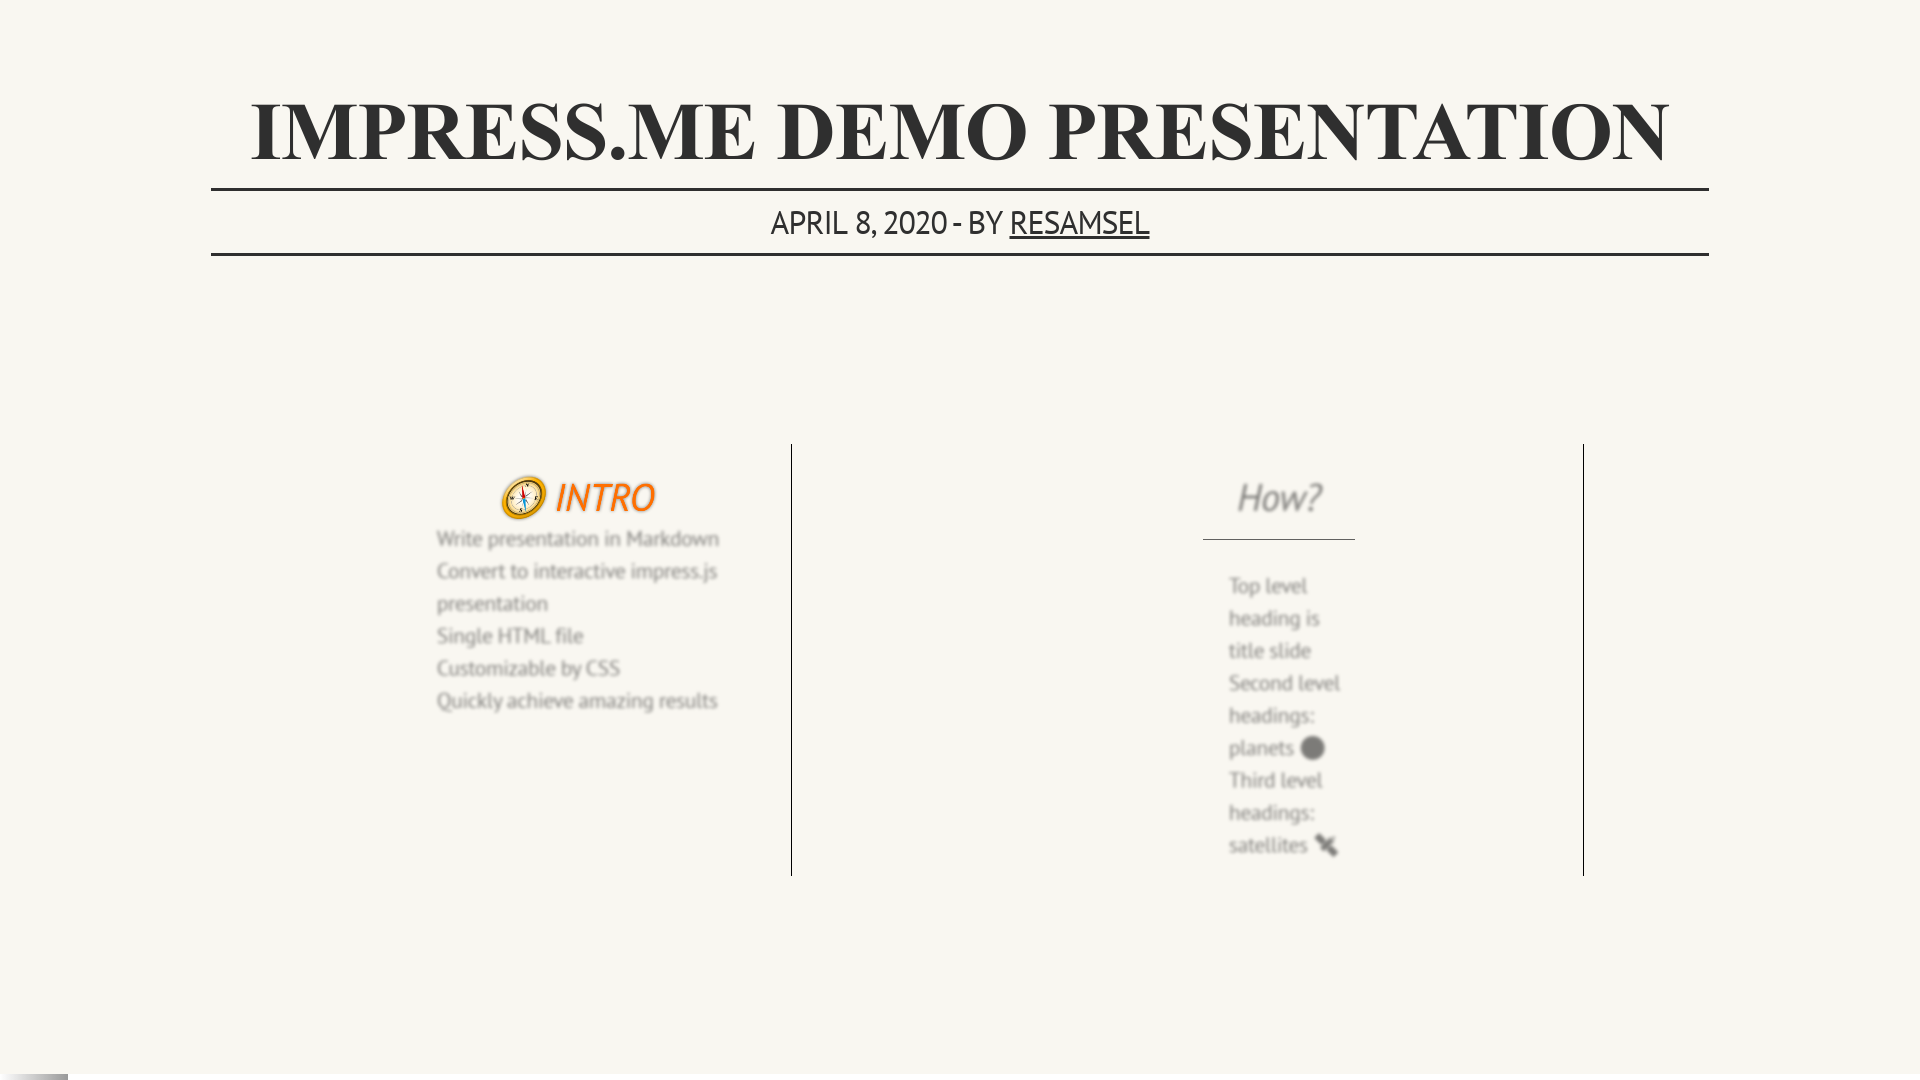 IMPRESS.ME DEMO PRESENTATION
APRIL 8, 2020 - BY RESAMSEL
INTRO
Write presentation in Markdown
Convert to interactive impress.js
presentation
Single HTML file
Customizable by CSS
Quickly achieve amazing results
How?
Top level
heading is
title slide
Second level
headings:
planets
Third level
headings:
satellites